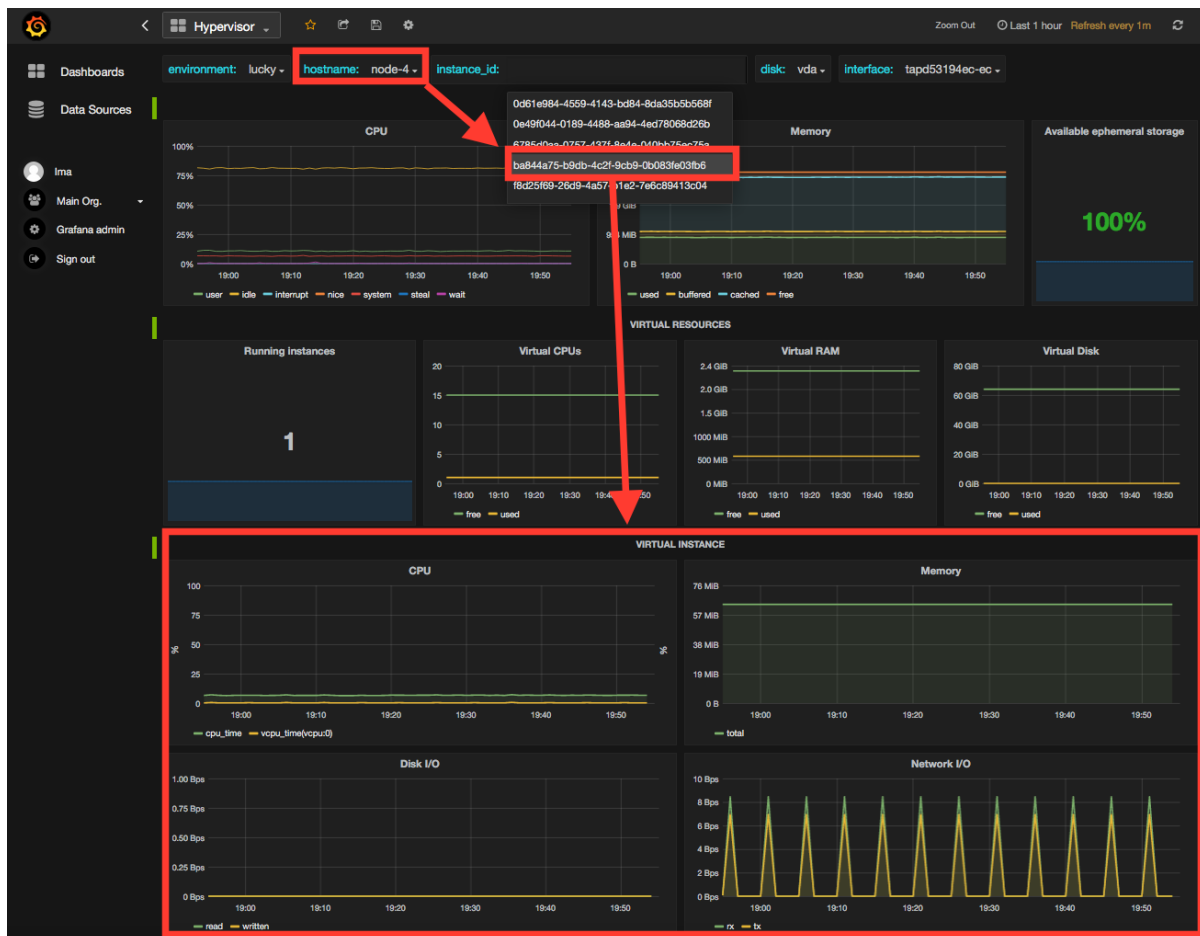 Hypervisor
Zoom Out Last 1 hour Refresh every 1m
Dashboards
Data Sources
Ima
Main Org.
Grafana admin
Sign out
environment: lucky hostname: node-4 instance_id: disk: vda interface: tapd53194ec-ec
0d61e984-4559-4143-bd84-8da35b5b568f
0e49f044-0189-4488-aa94-4ed78068d26b
ba844a75-b9db-4c2f-9cb9-0b083fe03fb6
CPU
100%
75%
50%
25%
0%
19:00 19:10 19:20 19:30 19:40 19:50
user idle interrupt nice system steal wait
Memory
0 B
19:00 19:10 19:20 19:30 19:40 19:50
used buffered cached free
Available ephemeral storage
100%
VIRTUAL RESOURCES
Running instances
1
Virtual CPUs
20
15
10
5
0
19:00 19:10 19:20 19:30 19:50
free used
Virtual RAM
2.4 GiB
2.0 GiB
1.5 GiB
1000 MiB
500 MiB
0 MiB
19:00 19:10 19:20 19:30 19:40 19:50
free used
Virtual Disk
80 GiB
60 GiB
40 GiB
20 GiB
0 GiB
19:00 19:10 19:20 19:30 19:40 19:50
free used
VIRTUAL INSTANCE
CPU
100
75
50
25
0
%
%
19:00 19:10 19:20 19:30 19:40 19:50
cpu_time vcpu_time(vcpu:0)
Memory
76 MiB
57 MiB
38 MiB
19 MiB
0 B
19:00 19:10 19:20 19:30 19:40 19:50
total
Disk I/O
1.00 Bps
0.75 Bps
0.50 Bps
0.25 Bps
0 Bps
19:00 19:10 19:20 19:30 19:40 19:50
read written
Network I/O
10 Bps
8 Bps
6 Bps
4 Bps
2 Bps
0 Bps
19:00 19:10 19:20 19:30 19:40 19:50
rx tx